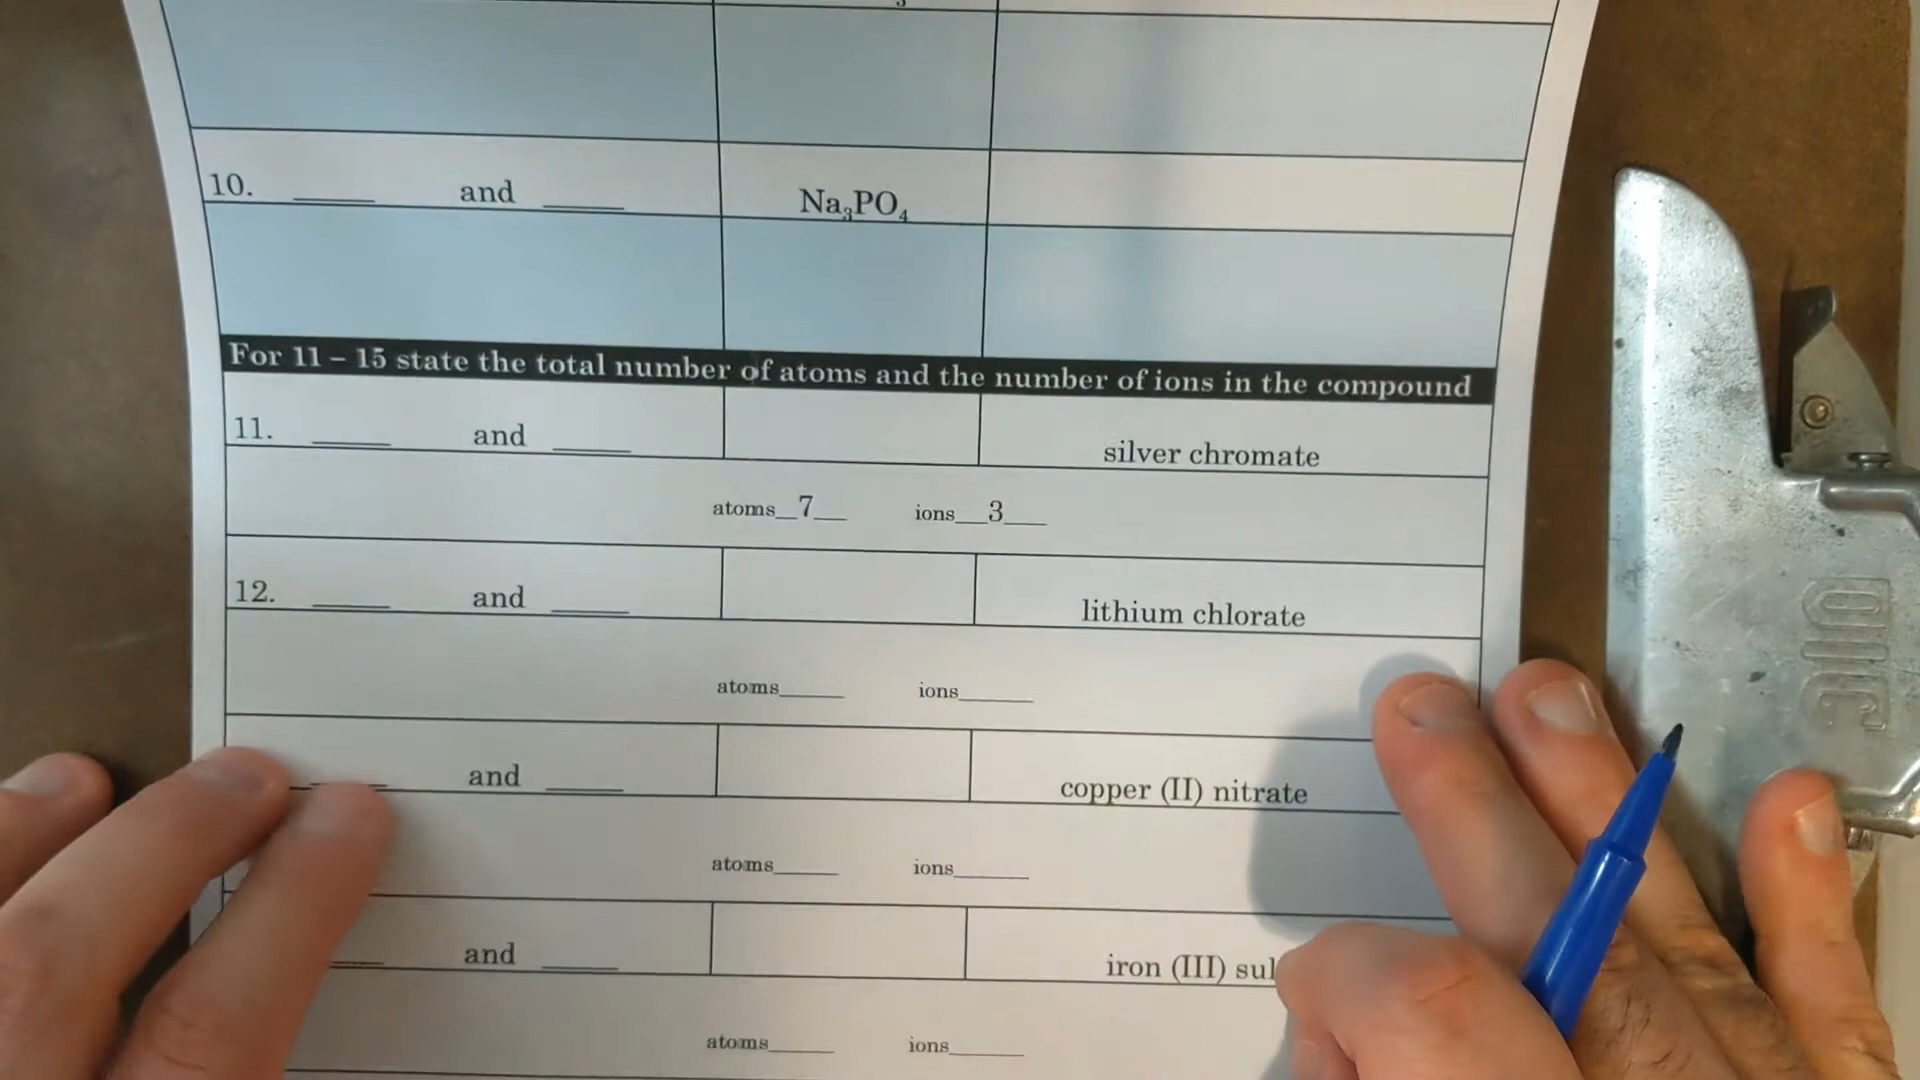 10. _____ and _____ Na₃PO₄
For 11 – 15 state the total number of atoms and the number of ions in the compound
11. _____ and _____ silver chromate
atoms__7__ ions__3___
12. _____ and _____ lithium chlorate
atoms_____ ions_____
_____ and _____ copper (II) nitrate
atoms_____ ions_____
____ and _____ iron (III) sul
atoms_____ ions_____